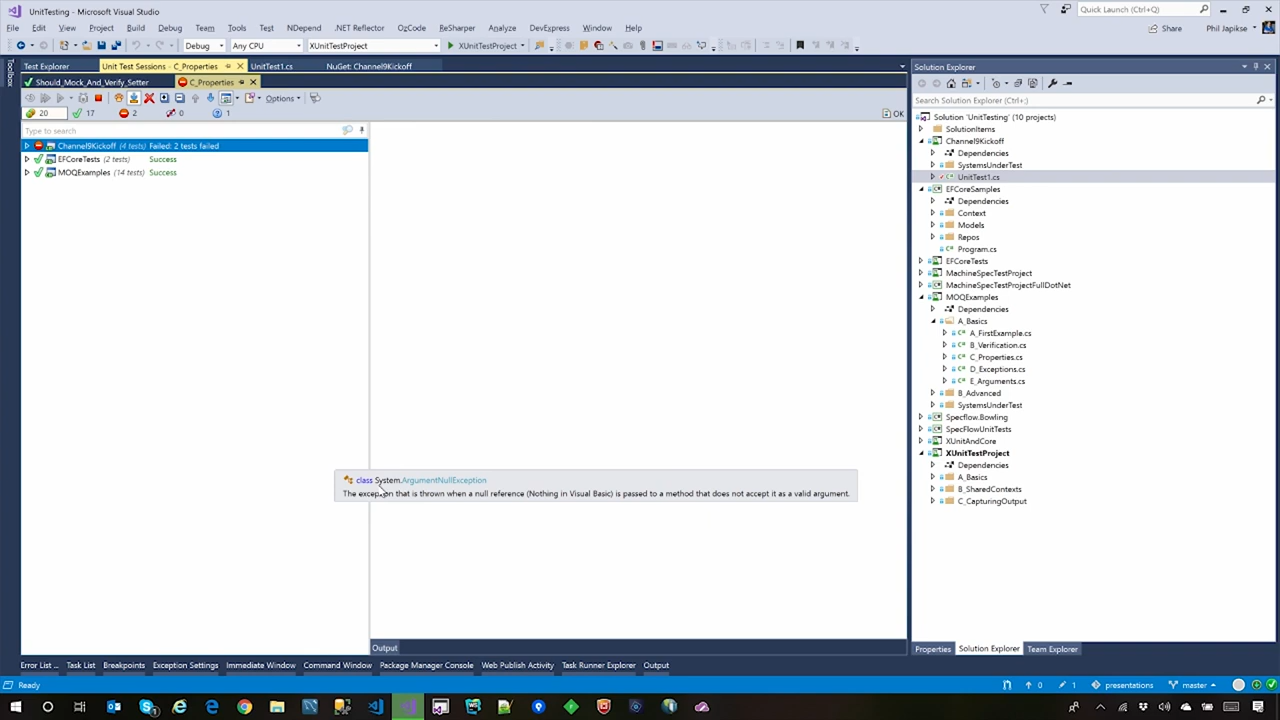 UnitTesting - Microsoft Visual Studio
Quick Launch (Ctrl+Q)
File Edit View Project Build Debug Team Tools Test NDepend .NET Reflector OzCode ReSharper Analyze DevExpress Window Help
Share Phil Japikse
Debug Any CPU XUnitTestProject XUnitTestProject
Toolbox
Test Explorer Unit Test Sessions - C_Properties UnitTest1.cs NuGet: Channel9Kickoff
Should_Mock_And_Verify_Setter C_Properties
Options
20 17 2 0 1 OK
Type to search
Channel9Kickoff (4 tests) Failed: 2 tests failed
EFCoreTests (2 tests) Success
MOQExamples (14 tests) Success
class System.ArgumentNullException
The exception that is thrown when a null reference (Nothing in Visual Basic) is passed to a method that does not accept it as a valid argument.
Output
Solution Explorer
Search Solution Explorer (Ctrl+;)
Solution 'UnitTesting' (10 projects)
SolutionItems
Channel9Kickoff
Dependencies
SystemsUnderTest
UnitTest1.cs
EFCoreSamples
Dependencies
Context
Models
Repos
Program.cs
EFCoreTests
MachineSpecTestProject
MachineSpecTestProjectFullDotNet
MOQExamples
Dependencies
A_Basics
A_FirstExample.cs
B_Verification.cs
C_Properties.cs
D_Exceptions.cs
E_Arguments.cs
B_Advanced
SystemsUnderTest
Specflow.Bowling
SpecFlowUnitTests
XUnitAndCore
XUnitTestProject
Dependencies
A_Basics
B_SharedContexts
C_CapturingOutput
Properties Solution Explorer Team Explorer
Error List ... Task List Breakpoints Exception Settings Immediate Window Command Window Package Manager Console Web Publish Activity Task Runner Explorer Output
Ready 0 1 presentations master